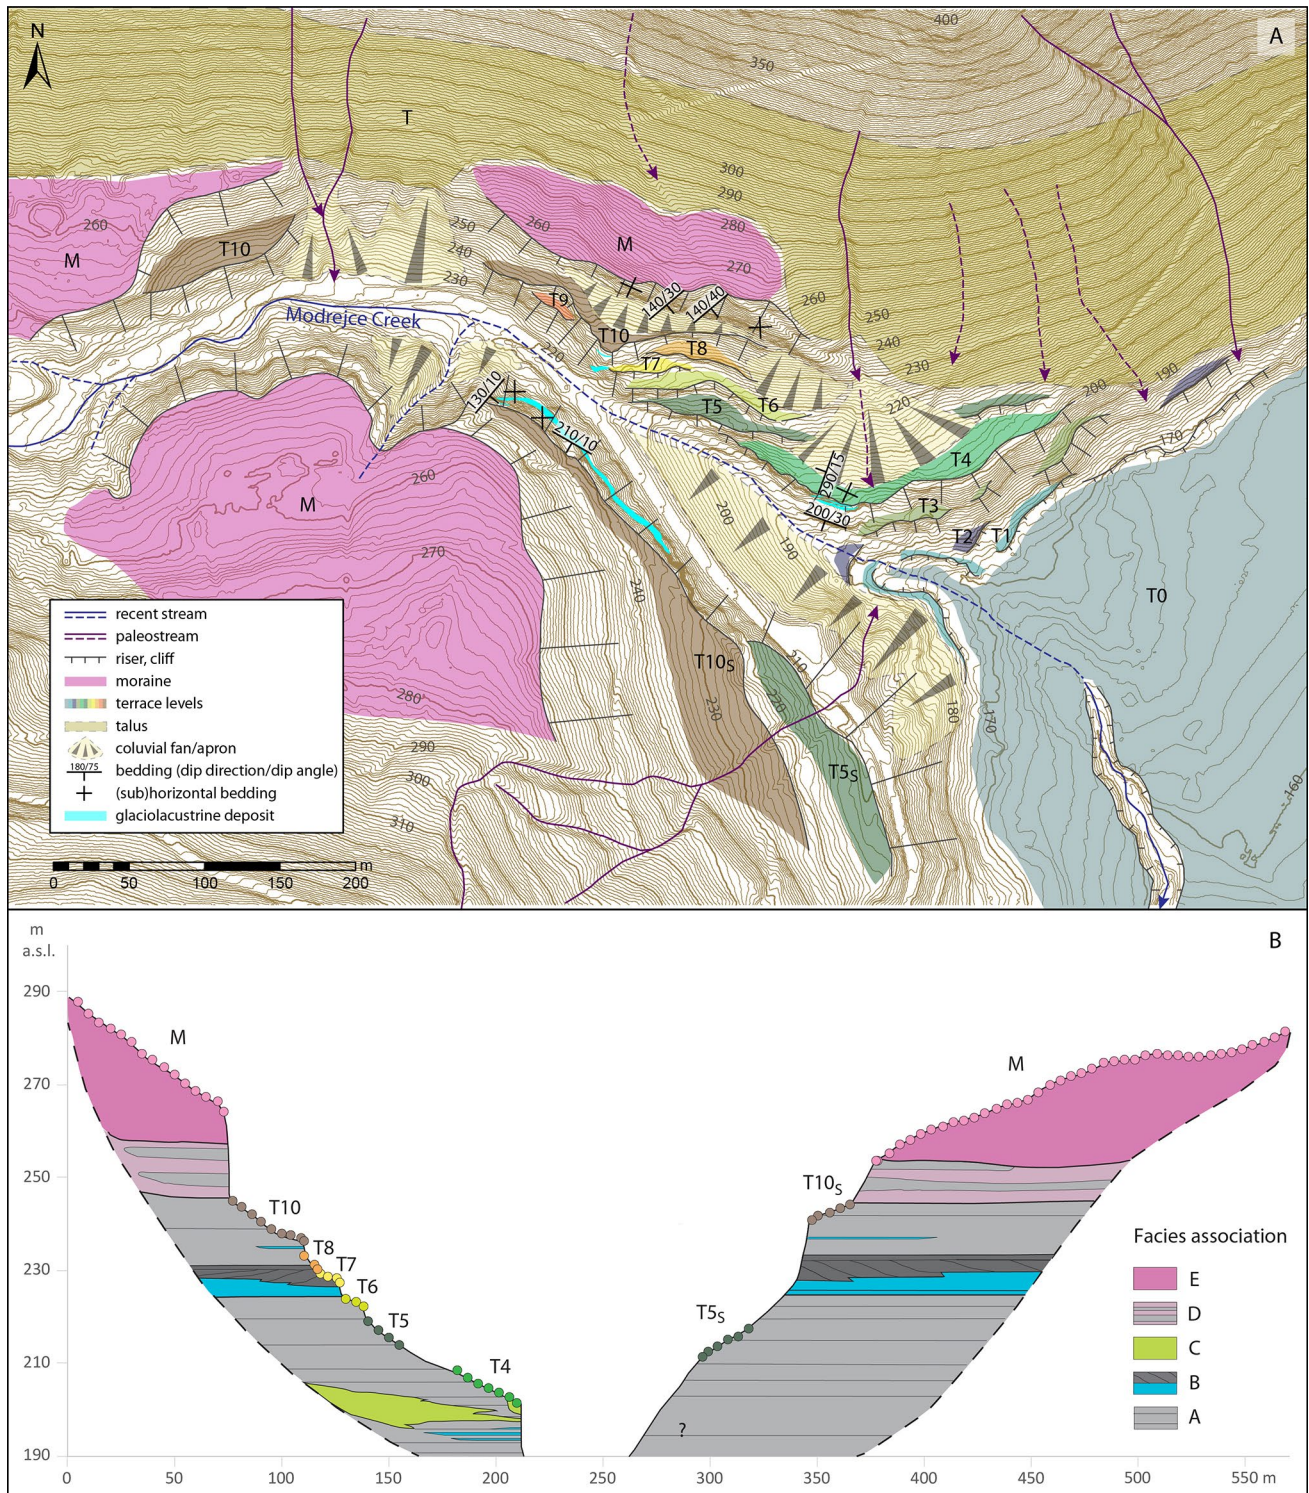 N
A
400
350
T
300
290
280
270
260
M
260
M
T10
250
240
230
260
250
240
230
140/30
140/40
T9
T10
T8
T7
T6
T5
Modrejce Creek
220
130/10
210/10
220
200
190
170
T4
290/15
200/30
T3
T2
T1
T0
M
260
270
280
290
300
310
200
190
240
T10S
230
210
220
T5S
180
170
160
recent stream
paleostream
riser, cliff
moraine
terrace levels
talus
coluvial fan/apron
180/75
bedding (dip direction/dip angle)
(sub)horizontal bedding
glaciolacustrine deposit
m
0 50 100 150 200
B
m
a.s.l.
290
270
250
230
210
190
M
T10
T8
T7
T6
T5
T4
M
T10S
T5S
?
Facies association
E
D
C
B
A
0 50 100 150 200 250 300 350 400 450 500 550 m